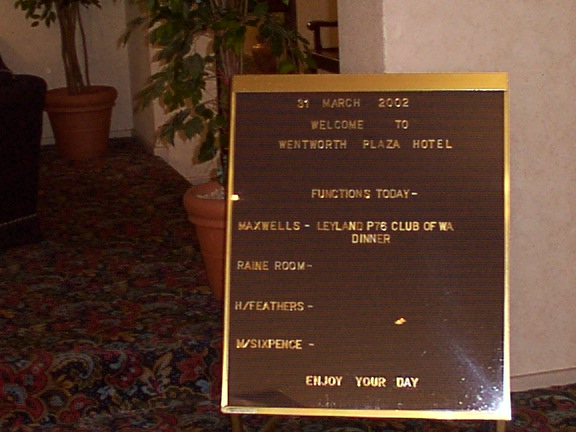 31 MARCH 2002
WELCOME TO
WENTWORTH PLAZA HOTEL
FUNCTIONS TODAY-
MAXWELLS - LEYLAND P76 CLUB OF WA
DINNER
RAINE ROOM-
H/FEATHERS -
M/SIXPENCE -
ENJOY YOUR DAY